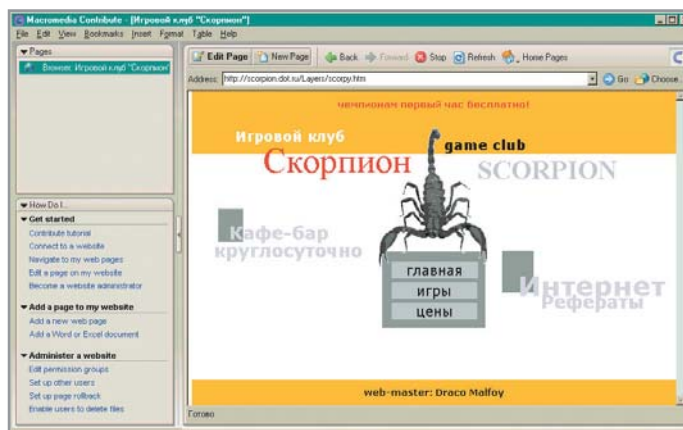 Macromedia Contribute - [Игровой клуб "Скорпион"]
File Edit View Bookmarks Insert Format Table Help
Pages
Browser: Игровой клуб "Скорпион"
How Do I...
Get started
Contribute tutorial
Connect to a website
Navigate to my web pages
Edit a page on my website
Become a website administrator
Add a page to my website
Add a new web page
Add a Word or Excel document
Administer a website
Edit permission groups
Set up other users
Set up page rollback
Enable users to delete files
Edit Page New Page Back Forward Stop Refresh Home Pages
Address: http://scorpion.dot.ru/Layers/scorpy.htm Go Choose...
чемпионам первый час бесплатно!
Игровой клуб
Скорпион
game club
SCORPION
Кафе-бар
круглосуточно
главная
игры
цены
Интернет
Рефераты
web-master: Draco Malfoy
Готово